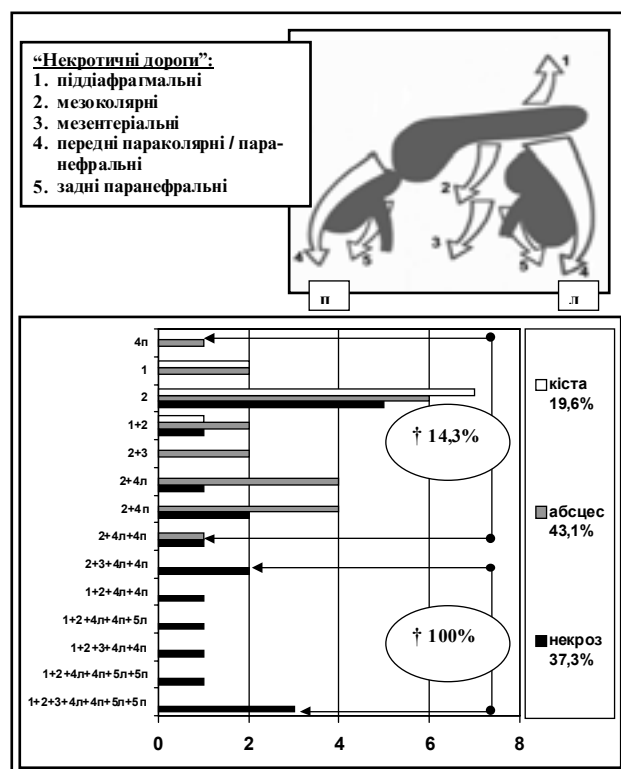 “Некротичні дороги”:
1. піддіафрагмальні
2. мезоколярні
3. мезентеріальні
4. передні параколярні / пара-
нефральні
5. задні паранефральні
1
2
3
4
5
5
4
п
л
4п
1
2
1+2
2+3
2+4л
2+4 п
2+4л+4п
2+3+4л+4п
1+2+4л+4п
1+2+4л+4п+5л
1+2+3+4л+4п
1+2+4л+4п+5л+5п
1+2+3+4л+4п+5л+5 п
0
2
4
6
8
† 14,3%
† 100%
кіста
19,6%
абсцес
43,1%
некроз
37,3%